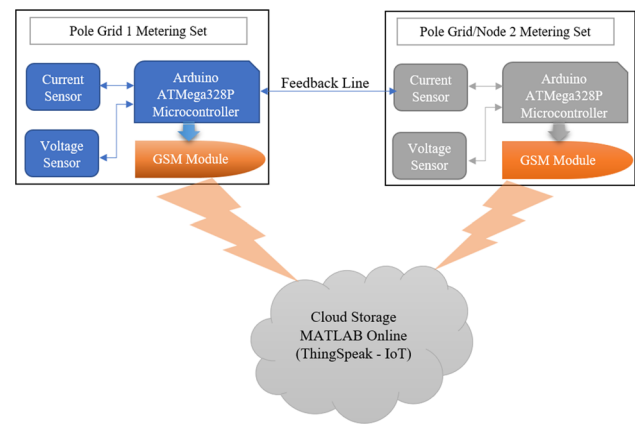 Pole Grid 1 Metering Set
Current
Sensor
Arduino
ATMega328P
Microcontroller
Voltage
Sensor
GSM Module
Feedback Line
Pole Grid/Node 2 Metering Set
Current
Sensor
Arduino
ATMega328P
Microcontroller
Voltage
Sensor
GSM Module
Cloud Storage
MATLAB Online
(ThingSpeak - IoT)